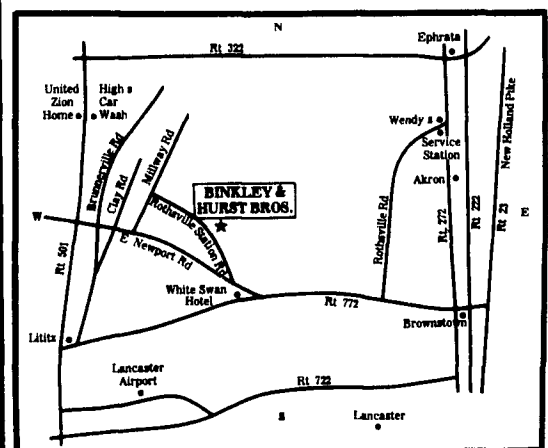 N
Rt 322
Ephrata
United
Zion
Home
High s
Car
Wash
Brunnerville Rd
Clay Rd
Millway Rd
BINKLEY &
HURST BROS.
Rothsville Station Rd
Wendy s
Service
Station
Akron
Rothsville Rd
Rt 272
Rt 222
Rt 23
New Holland Pike
W
E
E Newport Rd
Rt 501
White Swan
Hotel
Rt 772
Brownstown
Lititz
Lancaster
Airport
Rt 722
S
Lancaster